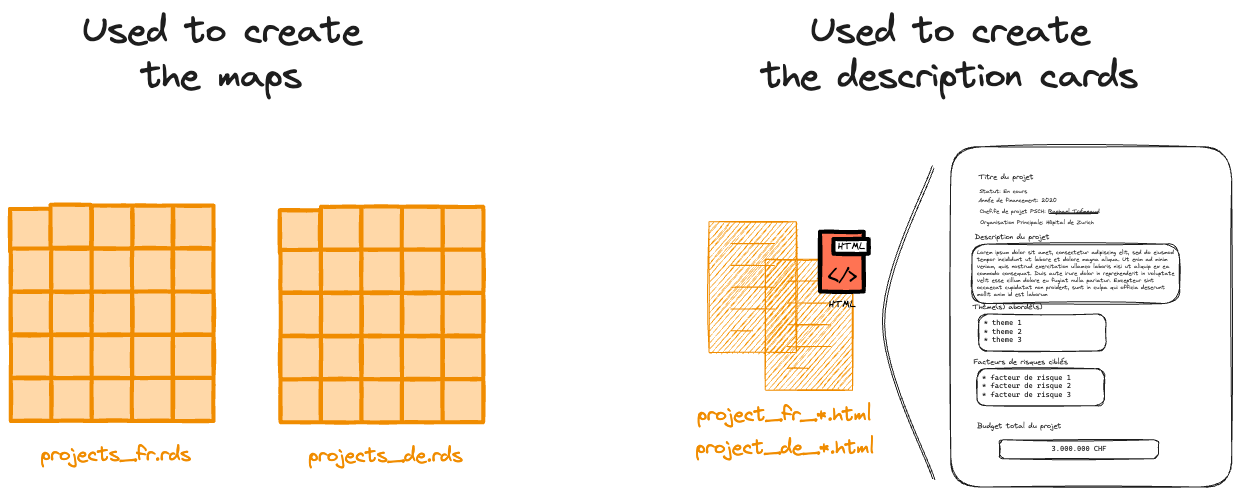 Used to create
the maps
projects_fr.rds
projects_de.rds
Used to create
the description cards
HTML
</>
HTML
project_fr_*.html
project_de_*.html
Titre du projet
Statut: En cours
Année de financement: 2020
Cheffe de projet PSCH:
Organisation Principale: Hôpital de Zurich
Description du projet
Lorem ipsum dolor sit amet, consectetur adipiscing elit, sed do eiusmod
tempor incididunt ut labore et dolore magna aliqua. Ut enim ad minim
veniam, quis nostrud exercitation ullamco laboris nisi ut aliquip ex ea
commodo consequat. Duis aute irure dolor in reprehenderit in voluptate
velit esse cillum dolore eu fugiat nulla pariatur. Excepteur sint
occaecat cupidatat non proident, sunt in culpa qui officia deserunt
mollit anim id est laborum
Thème(s) abordé(s)
* theme 1
* theme 2
* theme 3
Facteurs de risques ciblés
* facteur de risque 1
* facteur de risque 2
* facteur de risque 3
Budget total du projet
3.000.000 CHF